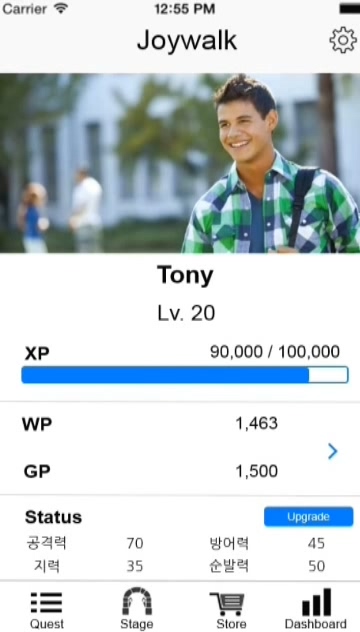 Carrier 12:55 PM
Joywalk
Tony
Lv. 20
XP 90,000 / 100,000
WP 1,463
GP 1,500
Status Upgrade
공격력 70 방어력 45
지력 35 순발력 50
Quest Stage Store Dashboard